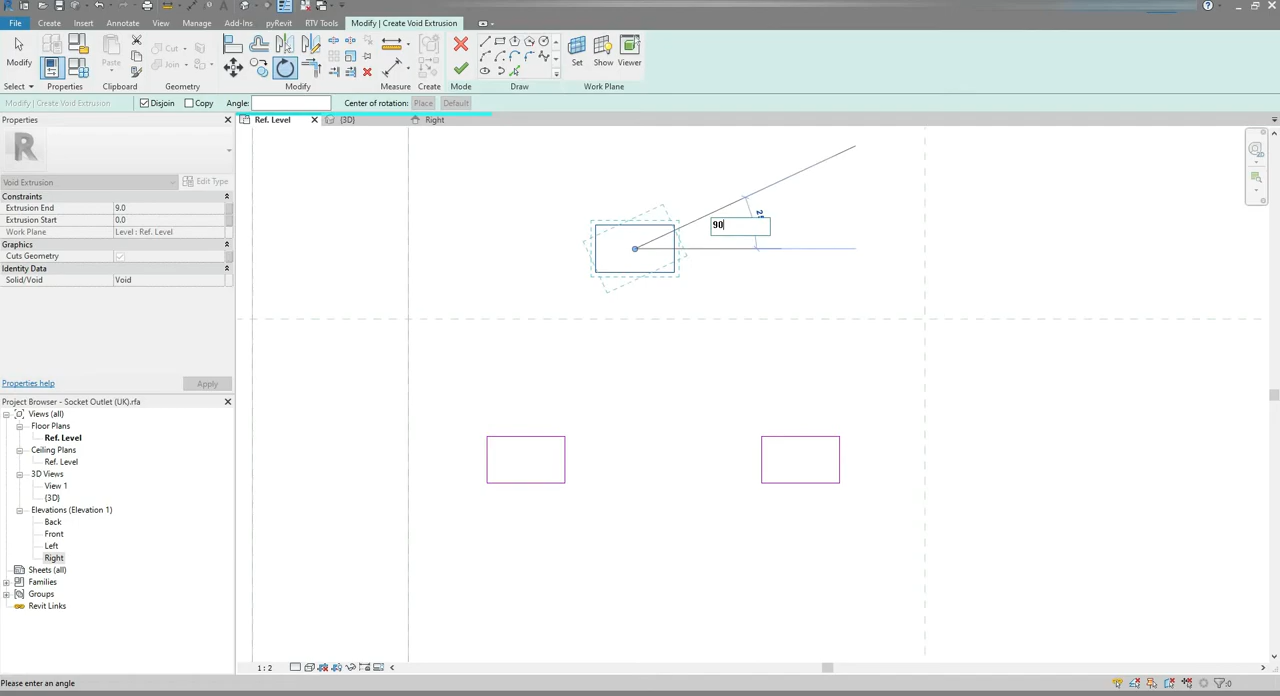 File Create Insert Annotate View Manage Add-Ins pyRevit RTV Tools Modify | Create Void Extrusion
Modify
Paste
Cut
Join
Set Show Viewer
Select Properties Clipboard Geometry Modify Measure Create Mode Draw Work Plane
Modify | Create Void Extrusion Disjoin Copy Angle: Center of rotation: Place Default
Properties
Ref. Level {3D} Right
Void Extrusion Edit Type
Constraints
Extrusion End 9.0
Extrusion Start 0.0
Work Plane Level : Ref. Level
Graphics
Cuts Geometry
Identity Data
Solid/Void Void
90
Properties help Apply
Project Browser - Socket Outlet (UK).rfa
Views (all)
Floor Plans
Ref. Level
Ceiling Plans
Ref. Level
3D Views
View 1
{3D}
Elevations (Elevation 1)
Back
Front
Left
Right
Sheets (all)
Families
Groups
Revit Links
1 : 2
Please enter an angle
:0